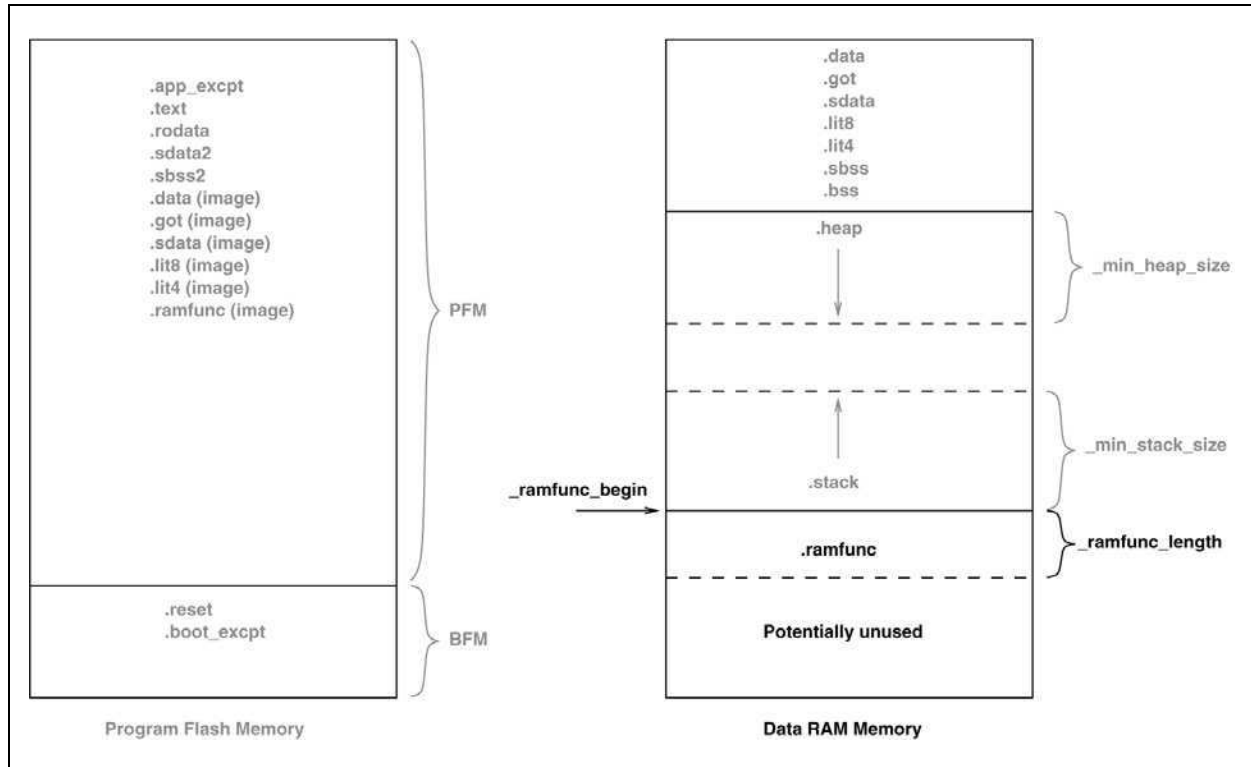 .app_excpt
.text
.rodata
.sdata2
.sbss2
.data (image)
.got (image)
.sdata (image)
.lit8 (image)
.lit4 (image)
.ramfunc (image)
PFM
.reset
.boot_excpt
BFM
Program Flash Memory
.data
.got
.sdata
.lit8
.lit4
.sbss
.bss
.heap
_min_heap_size
_min_stack_size
.stack
_ramfunc_begin
.ramfunc
_ramfunc_length
Potentially unused
Data RAM Memory